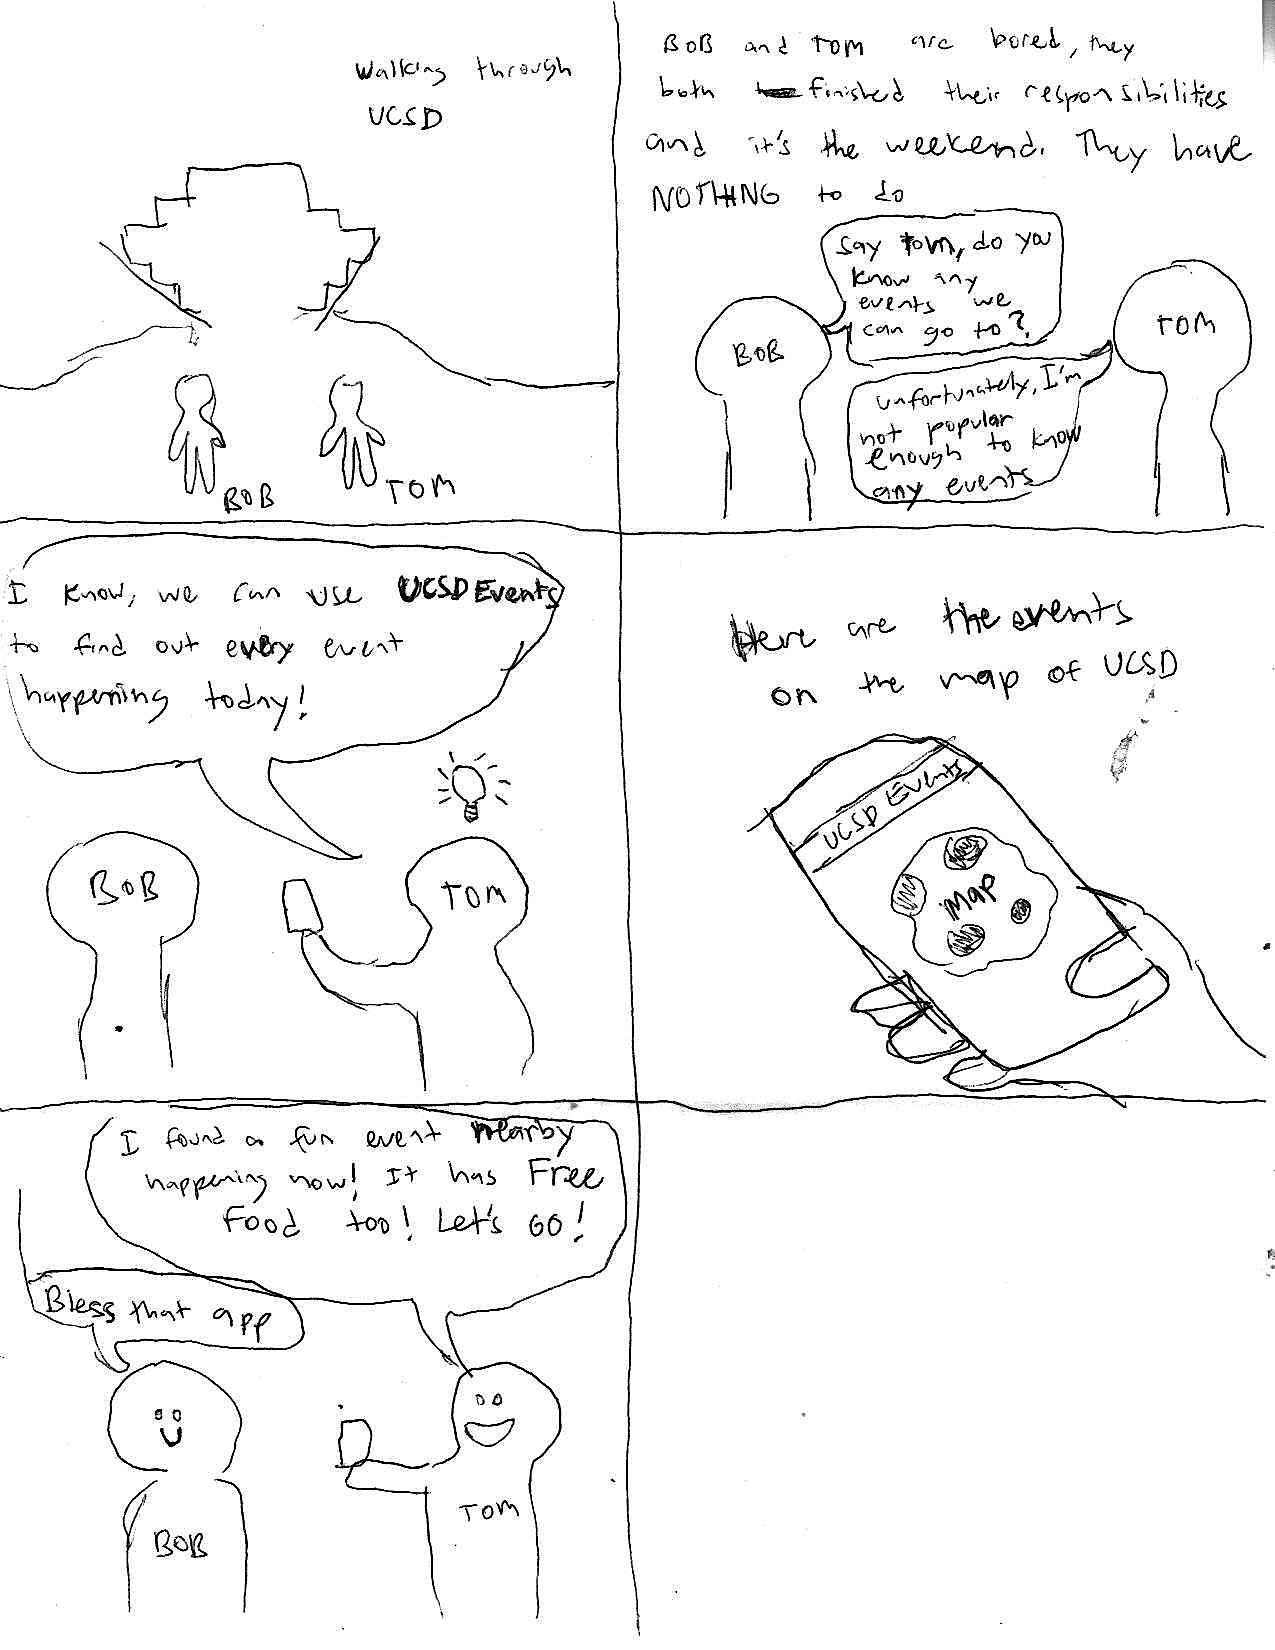 Walking through
UCSD
BOB
TOM
BOB and TOM are bored, they
both finished their responsibilities
and it's the weekend. They have
NOTHING to do
Say Tom, do you
know any
events we
can go to?
BOB
TOM
Unfortunately, I'm
not popular
enough to know
any events
I know, we can use UCSD Events
to find out every event
happening today!
BOB
TOM
Here are the events
on the map of UCSD
UCSD Events
Map
I found a fun event nearby
happening now! It has Free
Food too! Let's GO!
Bless that app
BOB
TOM